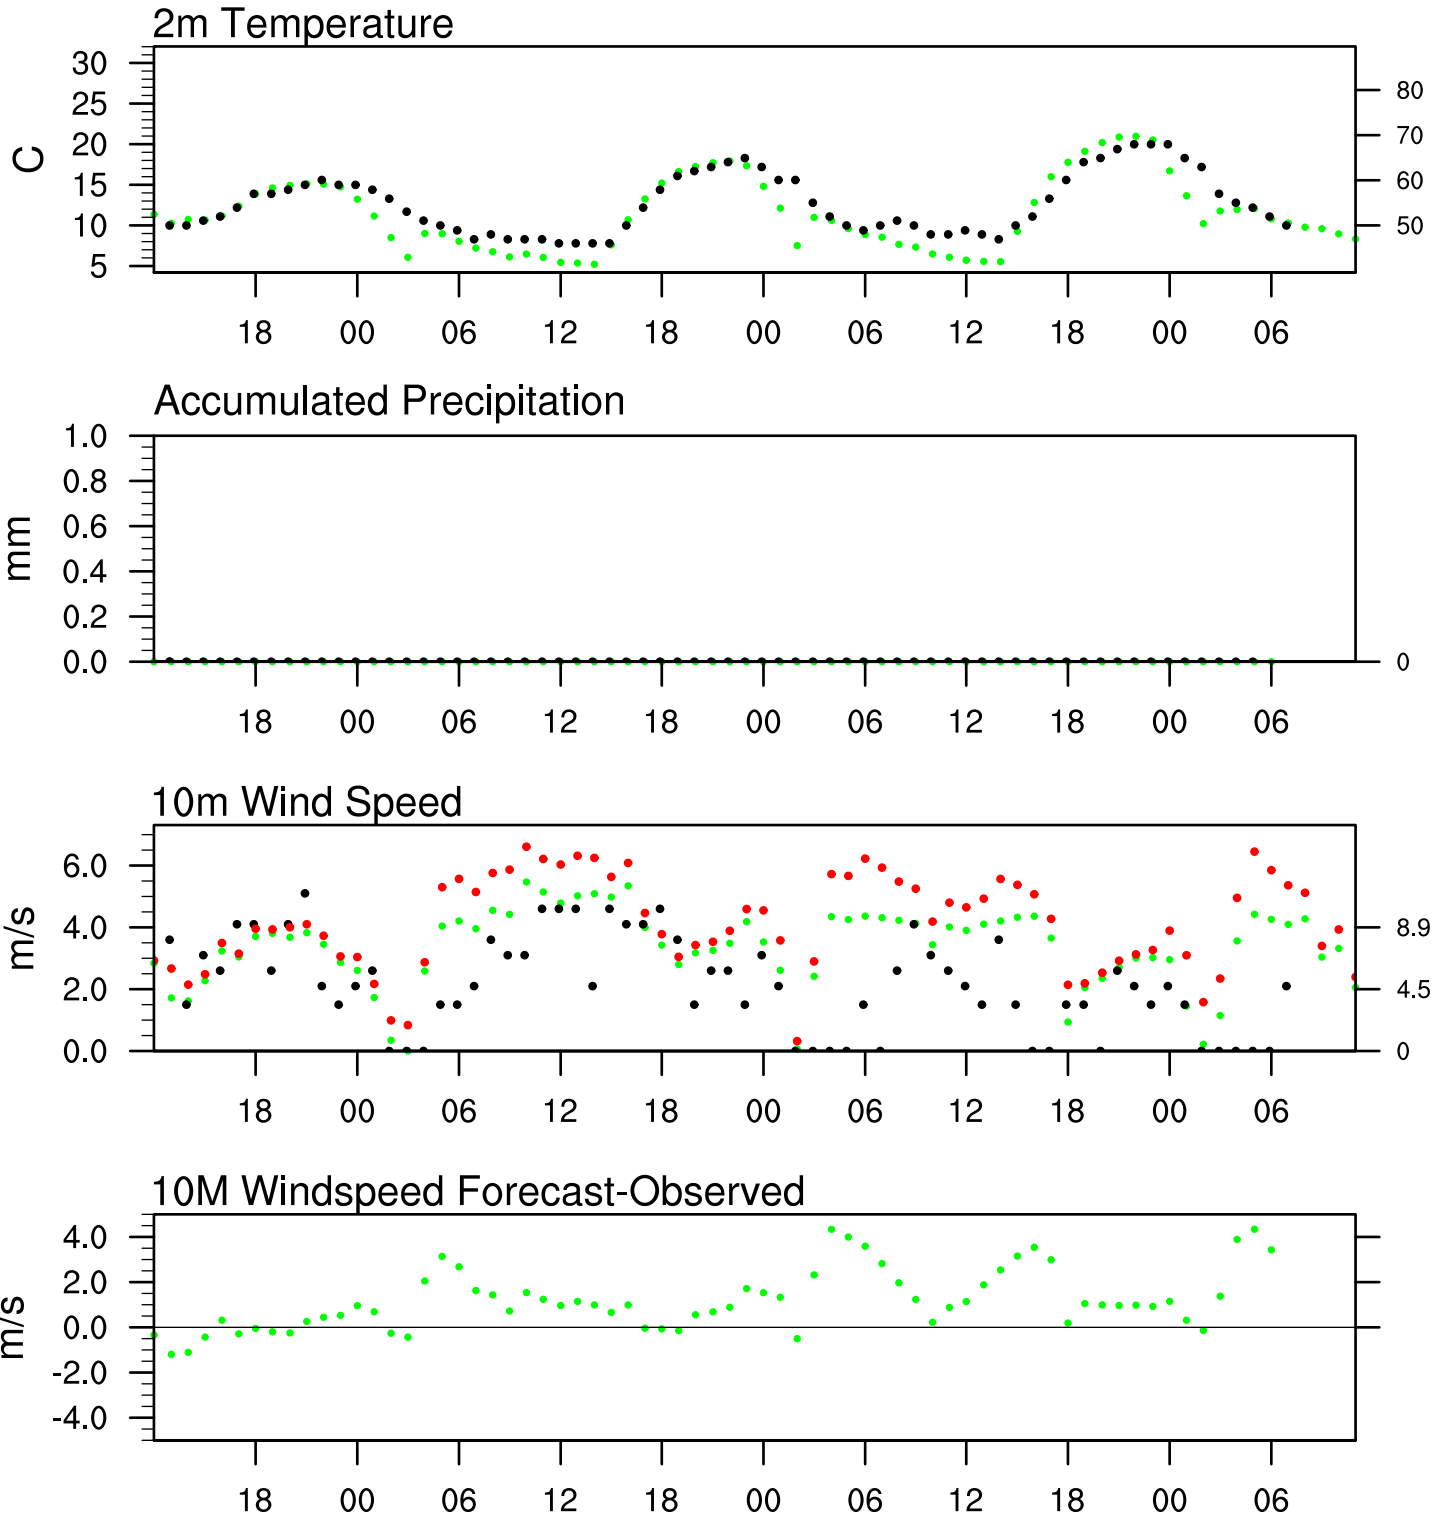 2m Temperature
30
25
20
15
10
5
C
80
70
60
50
18 00 06 12 18 00 06 12 18 00 06
Accumulated Precipitation
1.0
0.8
0.6
0.4
0.2
0.0
mm
0
18 00 06 12 18 00 06 12 18 00 06
10m Wind Speed
6.0
4.0
2.0
0.0
m/s
8.9
4.5
0
18 00 06 12 18 00 06 12 18 00 06
10M Windspeed Forecast-Observed
4.0
2.0
0.0
-2.0
-4.0
m/s
18 00 06 12 18 00 06 12 18 00 06